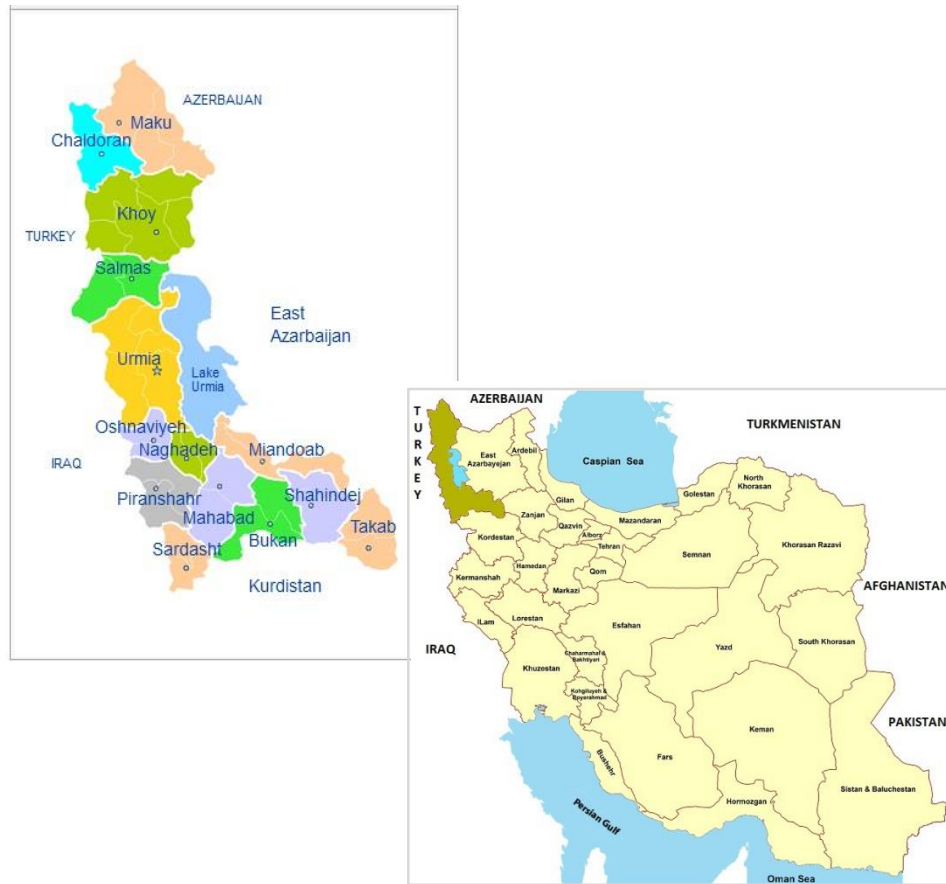 AZERBAIJAN
Maku
Chaldoran
Khoy
TURKEY
Salmas
East
Azarbaijan
Urmia
Lake
Urmia
Oshnaviyeh
Naghadeh
Miandoab
IRAQ
Piranshahr
Shahindej
Mahabad
Takab
Bukan
Sardasht
Kurdistan
AZERBAIJAN
TURKEY
TURKMENISTAN
Ardebil
East
Azarbayejan
Caspian Sea
North
Khorasan
Golestan
Gilan
Zanjan
Mazandaran
Qazvin
Khorasan Razavi
Kordestan
Alborz
Tehran
Semnan
Hamedan
Qom
Kermanshah
AFGHANISTAN
Markazi
ILam
Lorestan
Esfahan
South Khorasan
Yazd
IRAQ
Chaharmahal &
Bakhtiyari
Khuzestan
Kohgiluyeh &
Boyerahmad
PAKISTAN
Keman
Fars
Bushehr
Sistan & Baluchestan
Hormozgan
Persian Gulf
Oman Sea